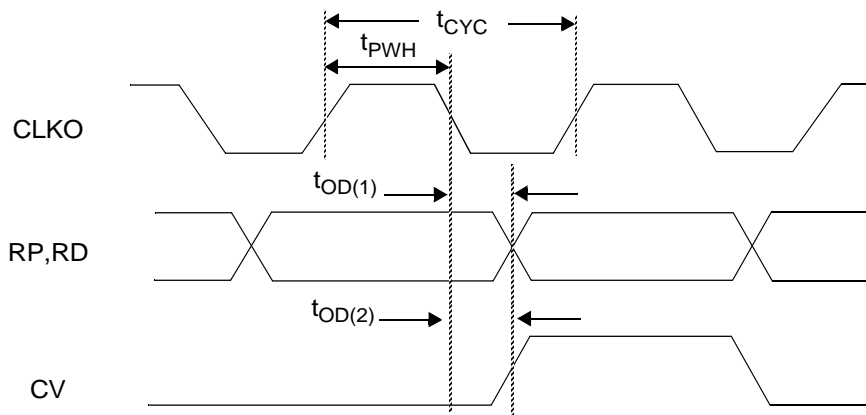 tCYC
tPWH
CLKO
tOD(1)
RP,RD
tOD(2)
CV